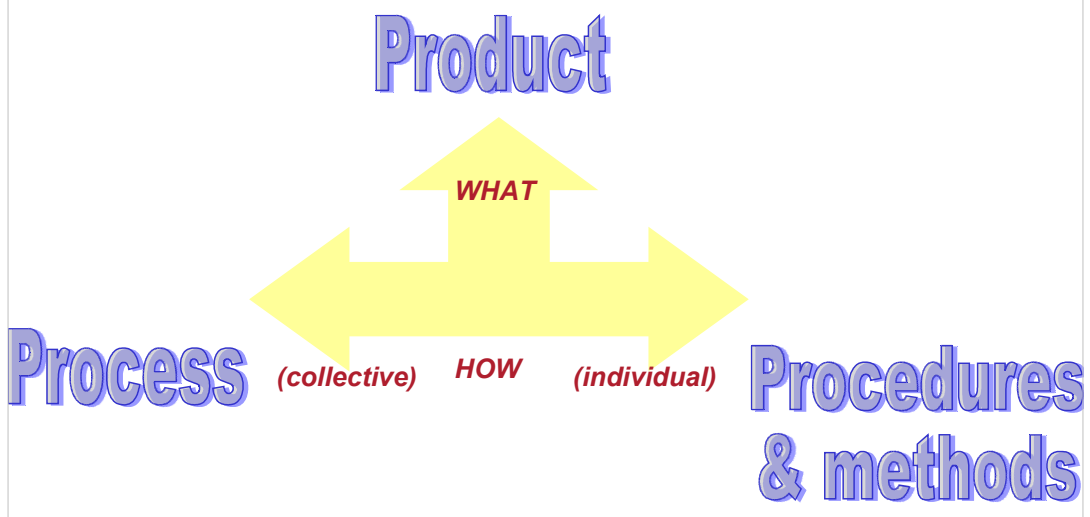 Product
WHAT
Process (collective) HOW (individual) Procedures
& methods